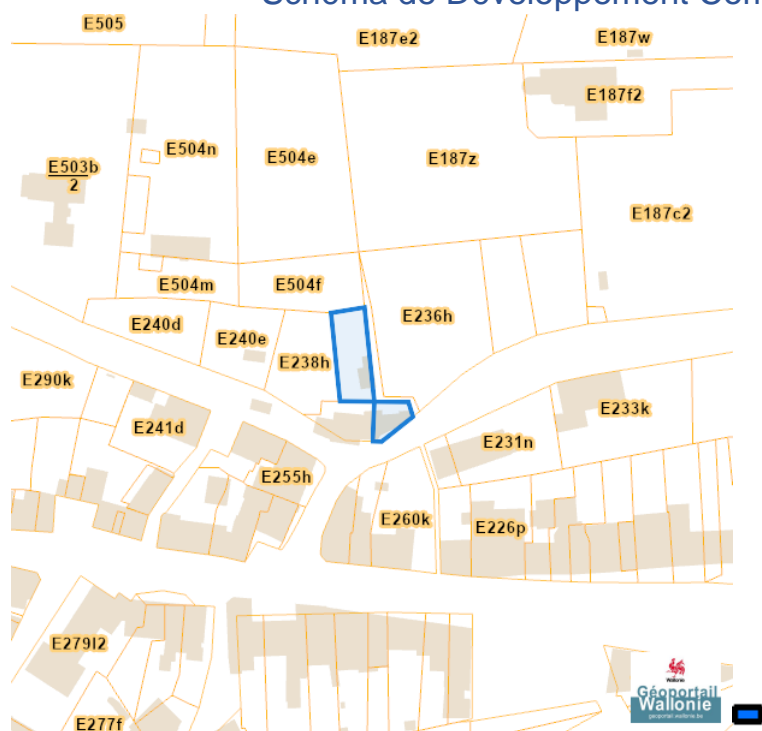 Schéma de Développement Com
E505
E187e2
E187w
E187f2
E504n
E504e
E187z
E503b
2
E187c2
E504m
E504f
E240d
E236h
E240e
E238h
E290k
E233k
E241d
E231n
E255h
E260k
E226p
E279l2
E277f
Wallonie
Géoportail
Wallonie
geoportail.wallonie.be